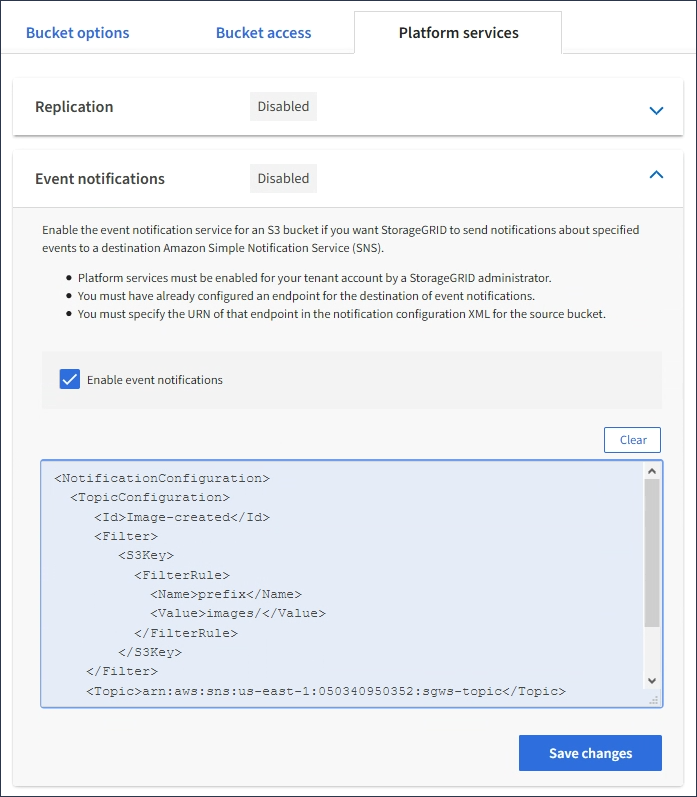 Bucket options
Bucket access
Platform services
Replication
Disabled
Event notifications
Disabled
Enable the event notification service for an S3 bucket if you want StorageGRID to send notifications about specified
events to a destination Amazon Simple Notification Service (SNS).
● Platform services must be enabled for your tenant account by a StorageGRID administrator.
● You must have already configured an endpoint for the destination of event notifications.
● You must specify the URN of that endpoint in the notification configuration XML for the source bucket.
Enable event notifications
Clear
<NotificationConfiguration>
  <TopicConfiguration>
     <Id>Image-created</Id>
     <Filter>
        <S3Key>
          <FilterRule>
            <Name>prefix</Name>
            <Value>images/</Value>
          </FilterRule>
        </S3Key>
    </Filter>
    <Topic>arn:aws:sns:us-east-1:050340950352:sgws-topic</Topic>
Save changes